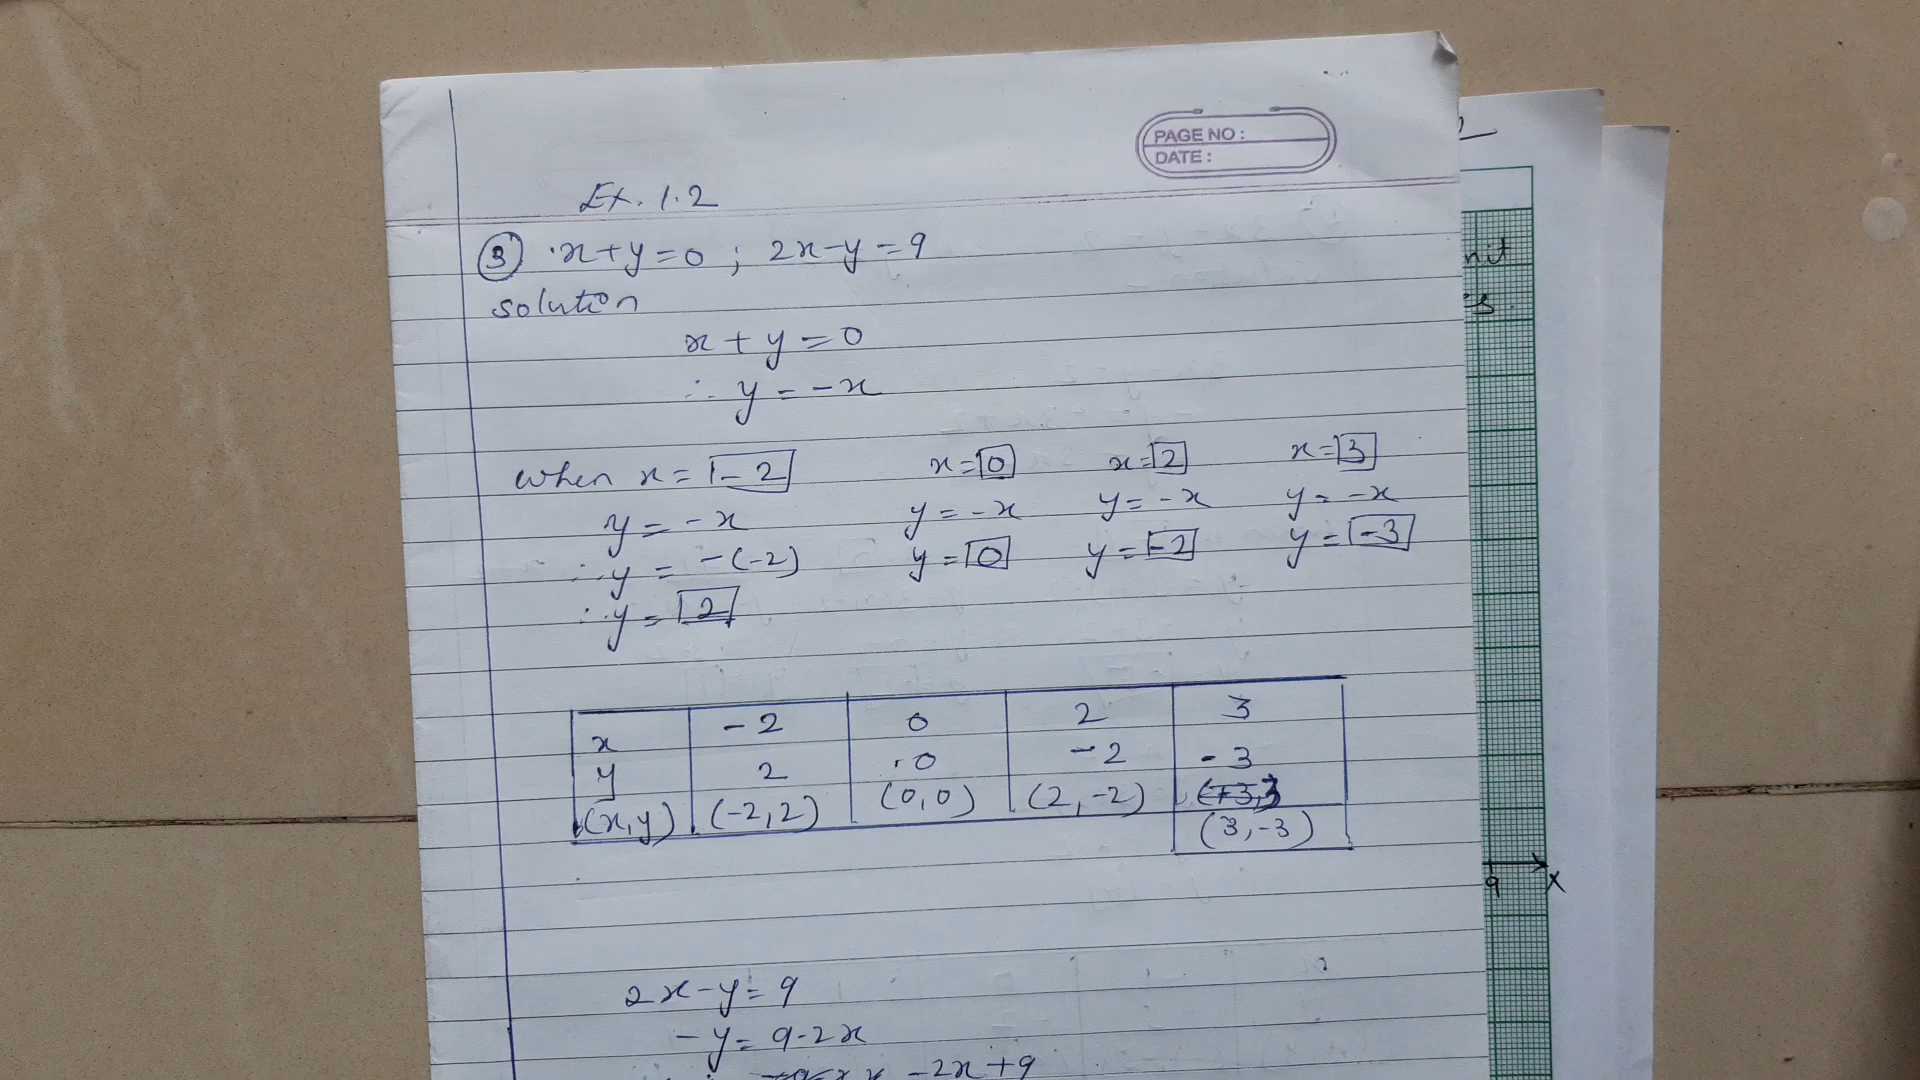 PAGE NO :
DATE :
Ex. 1.2
③ x+y=0 ; 2x-y=9
solution
x+y=0
∴ y=-x
when x= -2 x=0 x=2 x=3
y=-x y=-x y=-x y=-x
∴ y = -(-2) y=0 y=-2 y=-3
∴ y = 2
x -2 0 2 3
y 2 0 -2 -3
(x,y) (-2,2) (0,0) (2,-2)
(3,-3)
2x-y=9
-y=9-2x
-2x+9
nit
s.
9 X